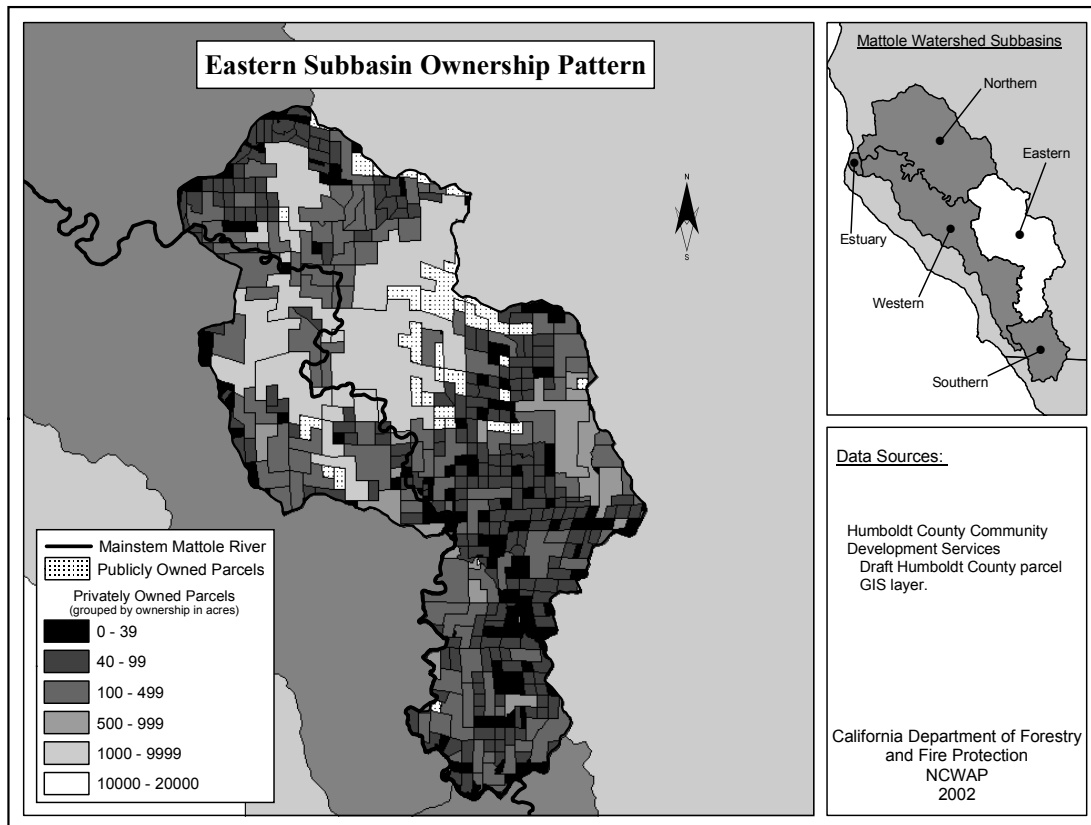 Eastern Subbasin Ownership Pattern
N
S
Mainstem Mattole River
Publicly Owned Parcels
Privately Owned Parcels
(grouped by ownership in acres)
0 - 39
40 - 99
100 - 499
500 - 999
1000 - 9999
10000 - 20000
Mattole Watershed Subbasins
Northern
Eastern
Estuary
Western
Southern
Data Sources:
Humboldt County Community
Development Services
Draft Humboldt County parcel
GIS layer.
California Department of Forestry
and Fire Protection
NCWAP
2002